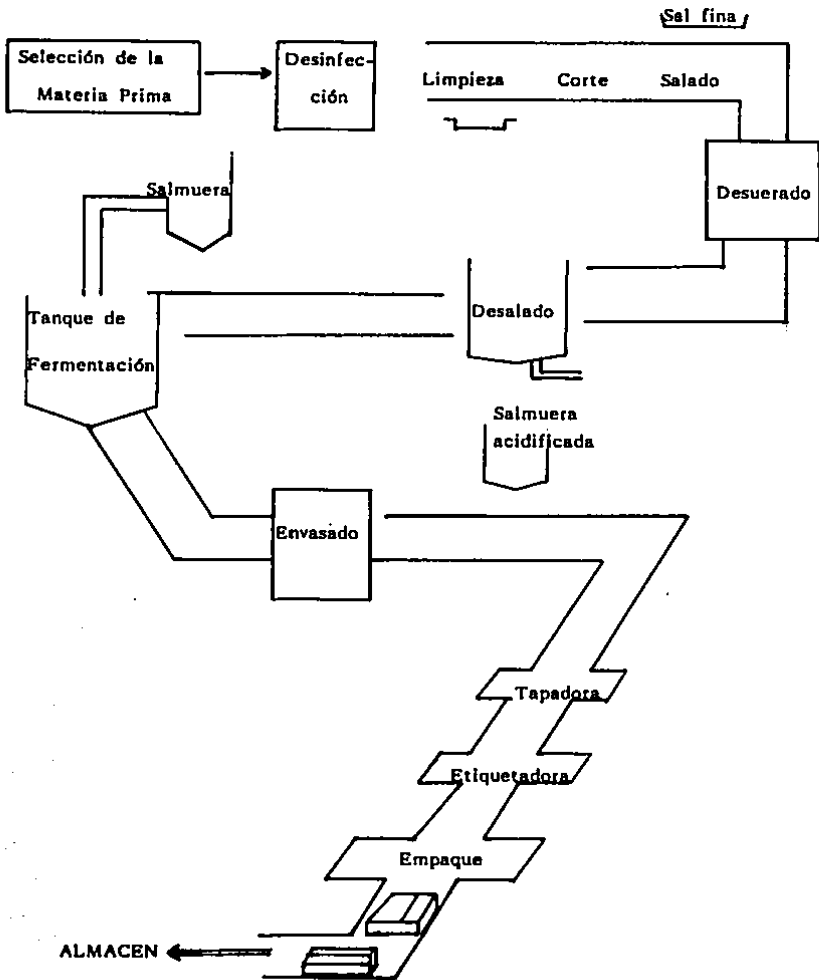 Sal fina
Selección de la
Materia Prima
Desinfec-
ción
Limpieza Corte Salado
Salmuera
Desuerado
Tanque de
Fermentación
Desalado
Salmuera
acidificada
Envasado
Tapadora
Etiquetadora
Empaque
ALMACEN